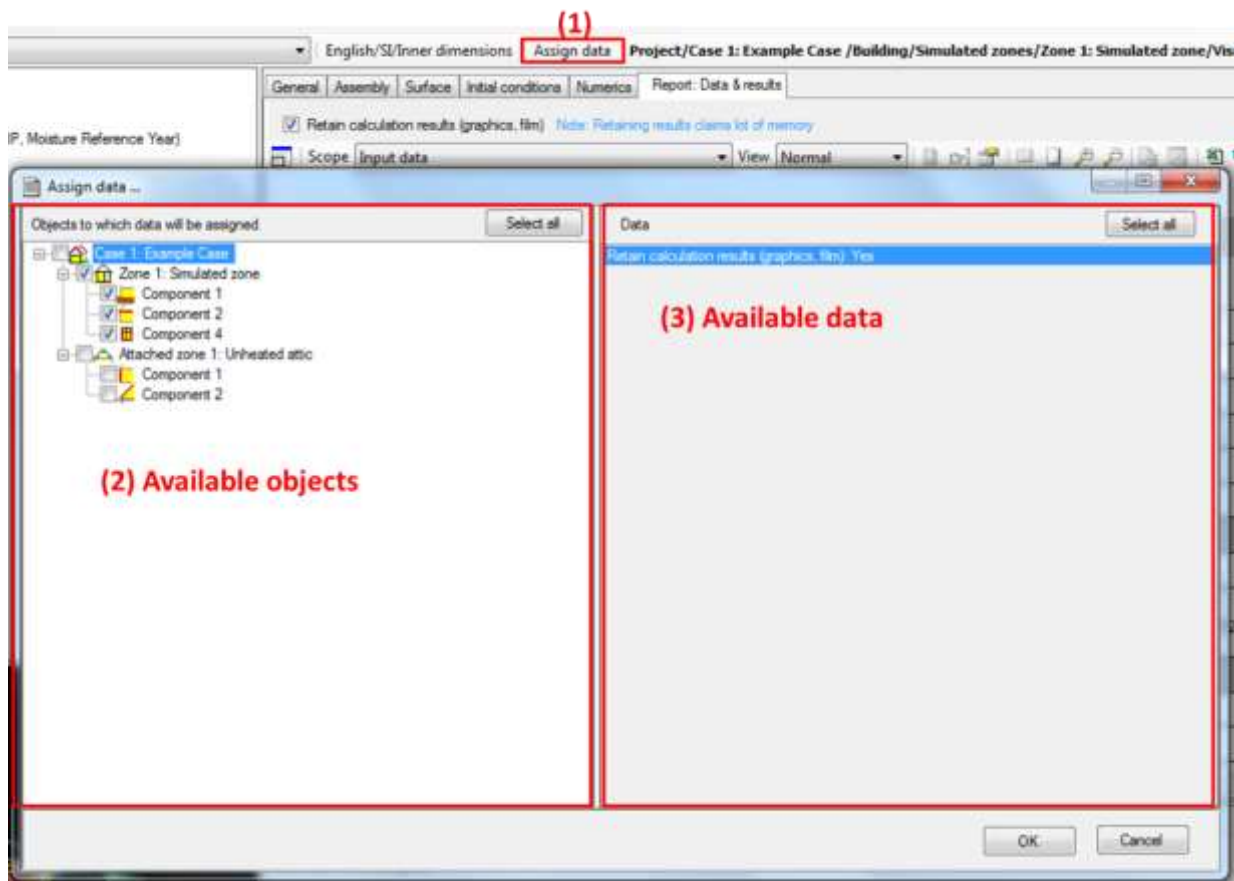 (1)
English/SI/Inner dimensions Assign data Project/Case 1: Example Case /Building/Simulated zones/Zone 1: Simulated zone/Vis
General Assembly Surface Initial conditions Numerics Report: Data & results
Retain calculation results (graphics, film) Note: Retaining results claims lot of memory
P, Moisture Reference Year)
Scope Input data View Normal
Assign data ...
Objects to which data will be assigned Select all Data Select all
Case 1: Example Case
Retain calculation results (graphics, film): Yes
Zone 1: Simulated zone
Component 1
Component 2
Component 4
(3) Available data
Attached zone 1: Unheated attic
Component 1
Component 2
(2) Available objects
OK Cancel